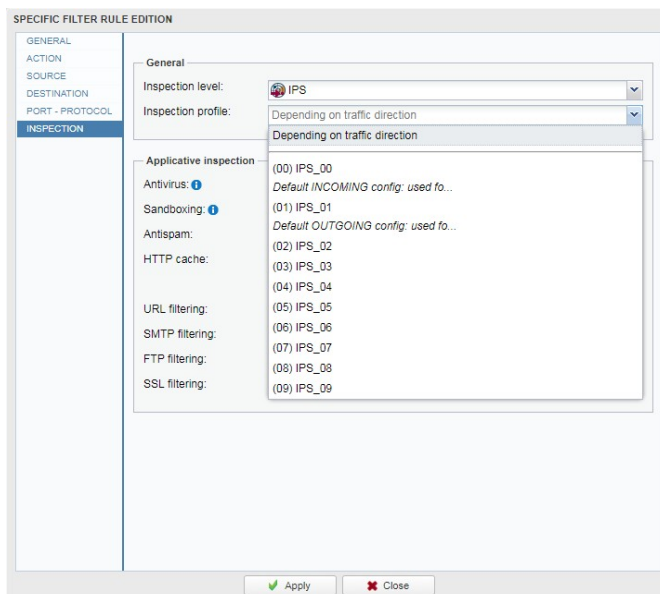 SPECIFIC FILTER RULE EDITION
GENERAL
ACTION
SOURCE
DESTINATION
PORT - PROTOCOL
INSPECTION
General
Inspection level:
IPS
Inspection profile:
Depending on traffic direction
Depending on traffic direction
(00) IPS_00
Default INCOMING config: used fo...
(01) IPS_01
Default OUTGOING config: used fo...
(02) IPS_02
(03) IPS_03
(04) IPS_04
(05) IPS_05
(06) IPS_06
(07) IPS_07
(08) IPS_08
(09) IPS_09
Applicative inspection
Antivirus:
Sandboxing:
Antispam:
HTTP cache:
URL filtering:
SMTP filtering:
FTP filtering:
SSL filtering:
Apply
Close